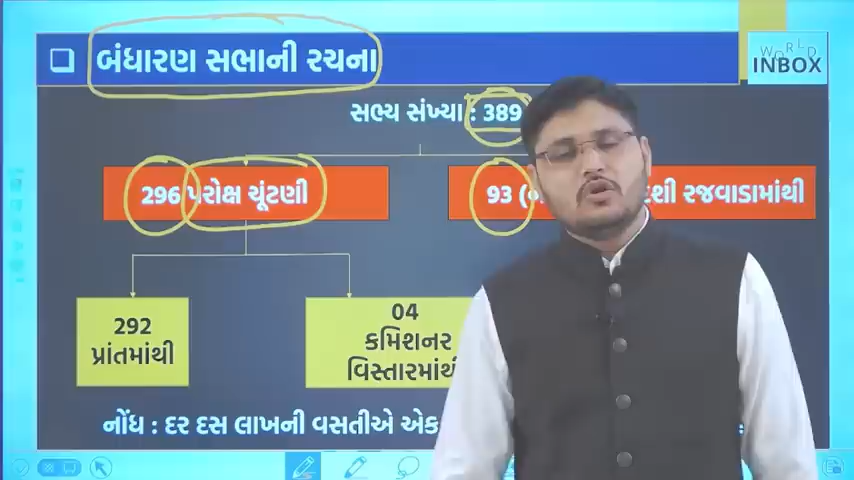 બંધારણ સભાની રચના
WORLD
INBOX
સભ્ય સંખ્યા : 389
296 પરોક્ષ ચૂંટણી
93 (
રજવાડામાંથી
292
પ્રાંતમાંથી
04
કમિશનર
વિસ્તારમાંથી
નોંધ : દર દસ લાખની વસતીએ એક